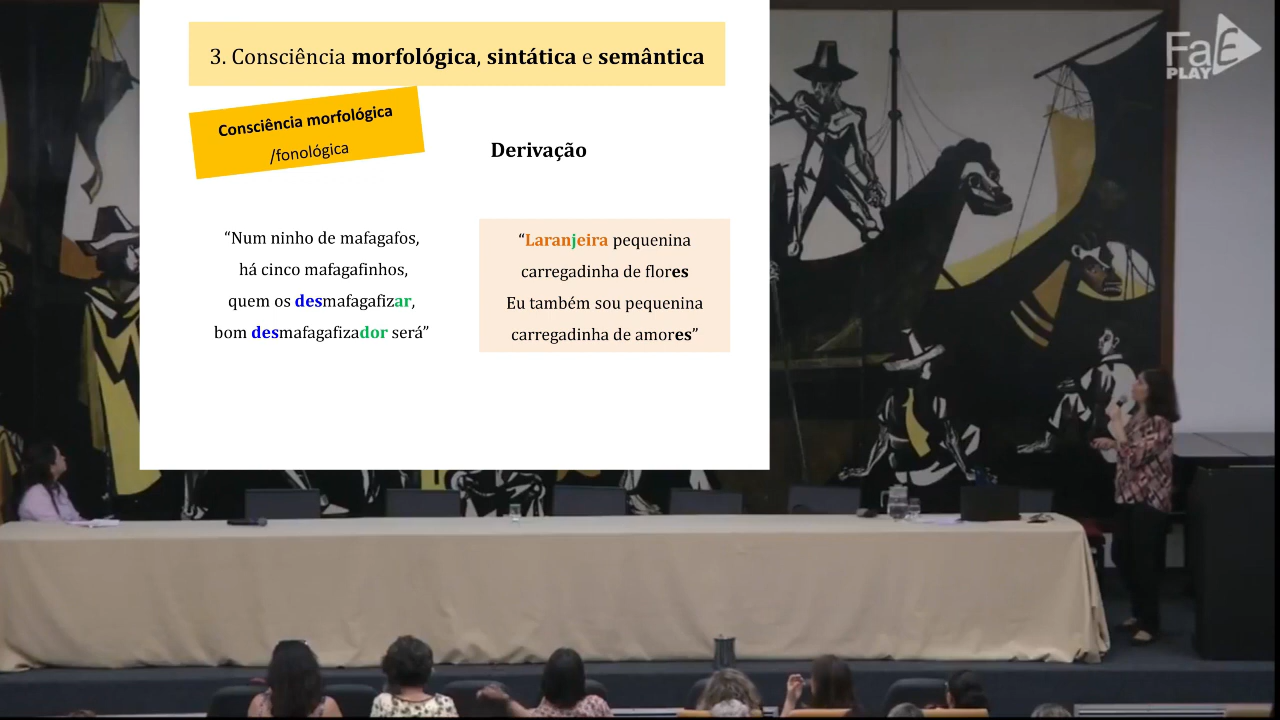 3. Consciência morfológica, sintática e semântica
Consciência morfológica
/fonológica
Derivação
“Num ninho de mafagafos,
há cinco mafagafinhos,
quem os desmafagafizar,
bom desmafagafizador será”
“Laranjeira pequenina
carregadinha de flores
Eu também sou pequenina
carregadinha de amores”
FaE
PLAY